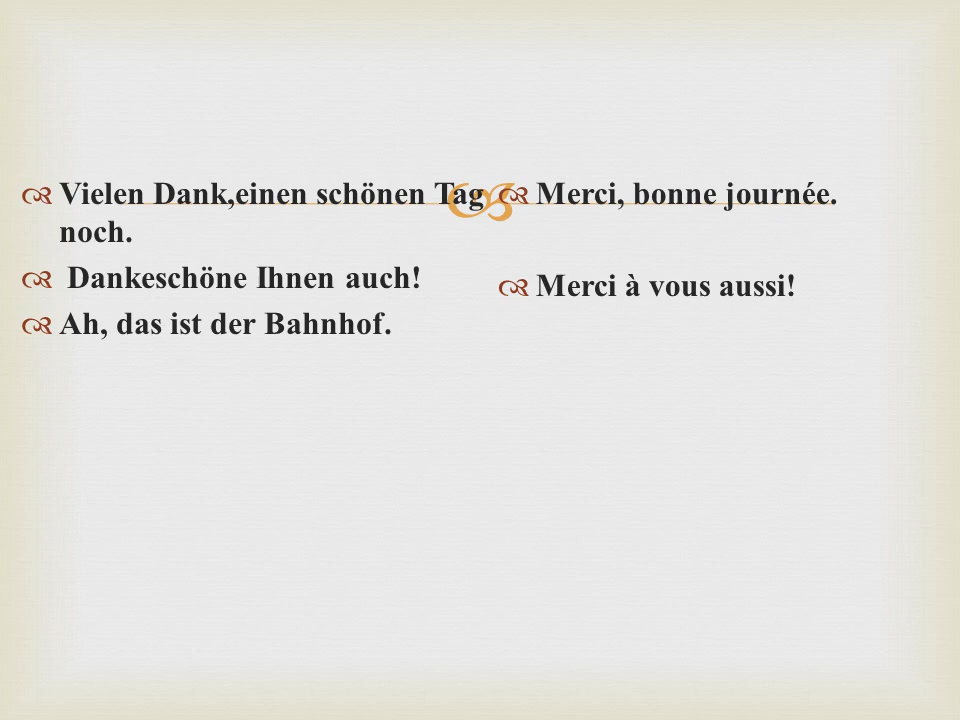 Vielen Dank,einen schönen Tag
noch.
Dankeschöne Ihnen auch!
Ah, das ist der Bahnhof.
Merci, bonne journée.
Merci à vous aussi!